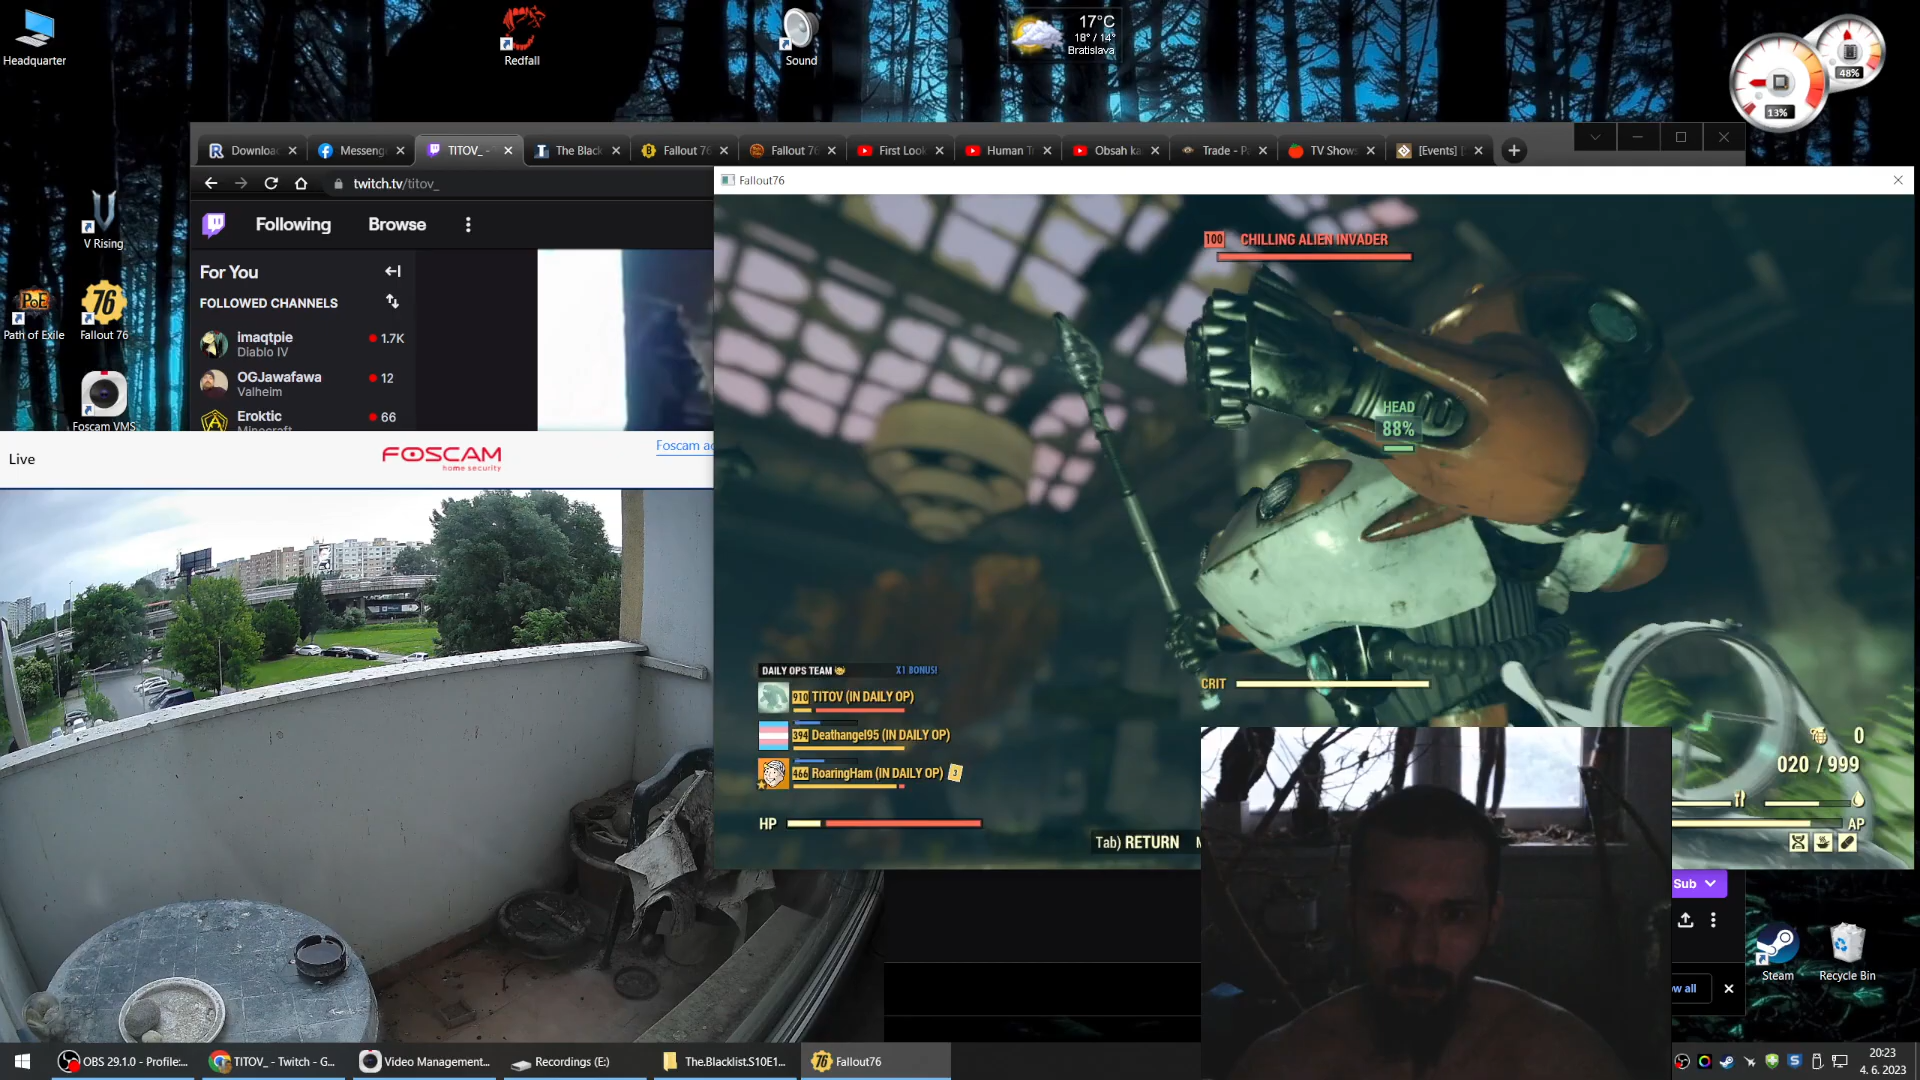 Headquarter
Redfall
Sound
17°C
18° / 14°
Bratislava
48%
13%
V Rising
Path of Exile
Fallout 76
Foscam VMS
Messeng
TITOV_ -
The Black
Fallout 76
Fallout 7
First Look
Obsah ka
TV Show
[Events]
twitch.tv/titov_
Following
Browse
For You
FOLLOWED CHANNELS
imaqtpie
Diablo IV
1.7K
OGJawafawa
Valheim
12
Eroktic
66
Live
FOSCAM
home security
Foscam
Fallout76
100 CHILLING ALIEN INVADER
HEAD
88%
CRIT
DAILY OPS TEAM
X1 BONUS!
910 TITOV (IN DAILY OP)
394 Deathangel95 (IN DAILY OP)
466 RoaringHam (IN DAILY OP) 3
HP
Tab) RETURN
0
020 / 999
AP
Sub
all
Steam
Recycle Bin
OBS 29.1.0 - Profile:...
TITOV_ - Twitch - G...
Video Management...
Recordings (E:)
The.Blacklist.S10E1...
Fallout76
20:23
4. 6. 2023